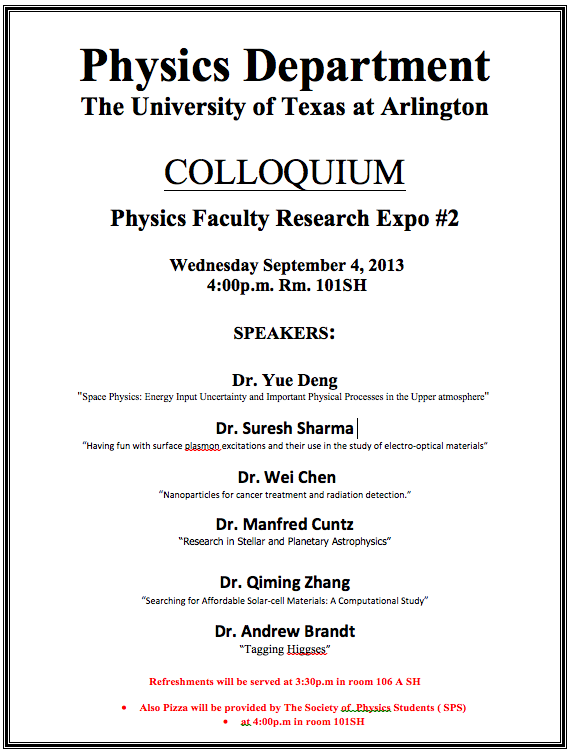 Physics Department
The University of Texas at Arlington
COLLOQUIUM
Physics Faculty Research Expo #2
Wednesday September 4, 2013
4:00p.m. Rm. 101SH
SPEAKERS:
Dr. Yue Deng
"Space Physics: Energy Input Uncertainty and Important Physical Processes in the Upper atmosphere"
Dr. Suresh Sharma
“Having fun with surface plasmon excitations and their use in the study of electro-optical materials”
Dr. Wei Chen
“Nanoparticles for cancer treatment and radiation detection.”
Dr. Manfred Cuntz
“Research in Stellar and Planetary Astrophysics”
Dr. Qiming Zhang
“Searching for Affordable Solar-cell Materials: A Computational Study”
Dr. Andrew Brandt
“Tagging Higgses”
Refreshments will be served at 3:30p.m in room 106 A SH
• Also Pizza will be provided by The Society of Physics Students ( SPS)
• at 4:00p.m in room 101SH